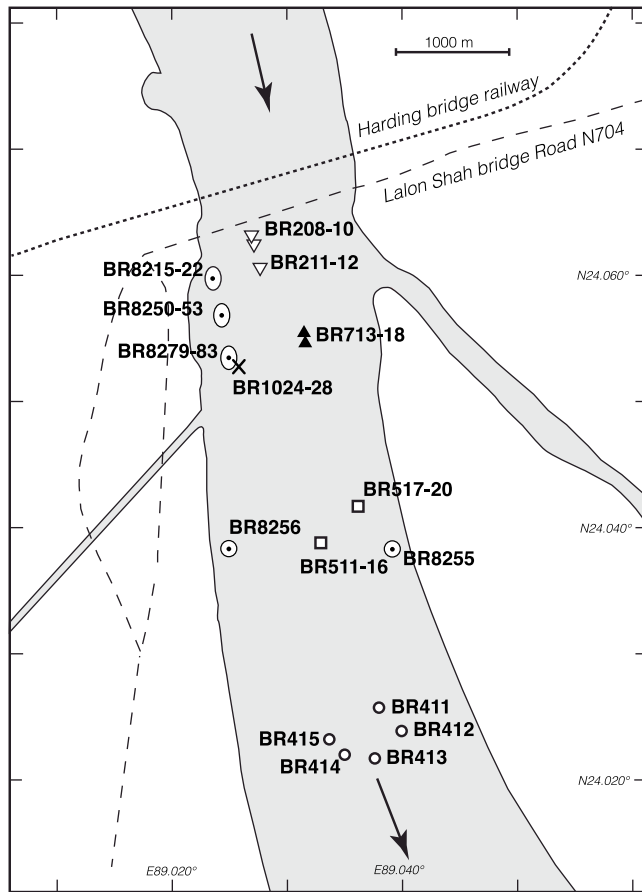 1000 m
Harding bridge railway
Lalon Shah bridge Road N704
BR208-10
BR211-12
BR8215-22
N24.060°
BR8250-53
BR713-18
BR8279-83
BR1024-28
BR517-20
BR8256
N24.040°
BR511-16
BR8255
BR411
BR412
BR415
BR414
BR413
N24.020°
E89.020°
E89.040°